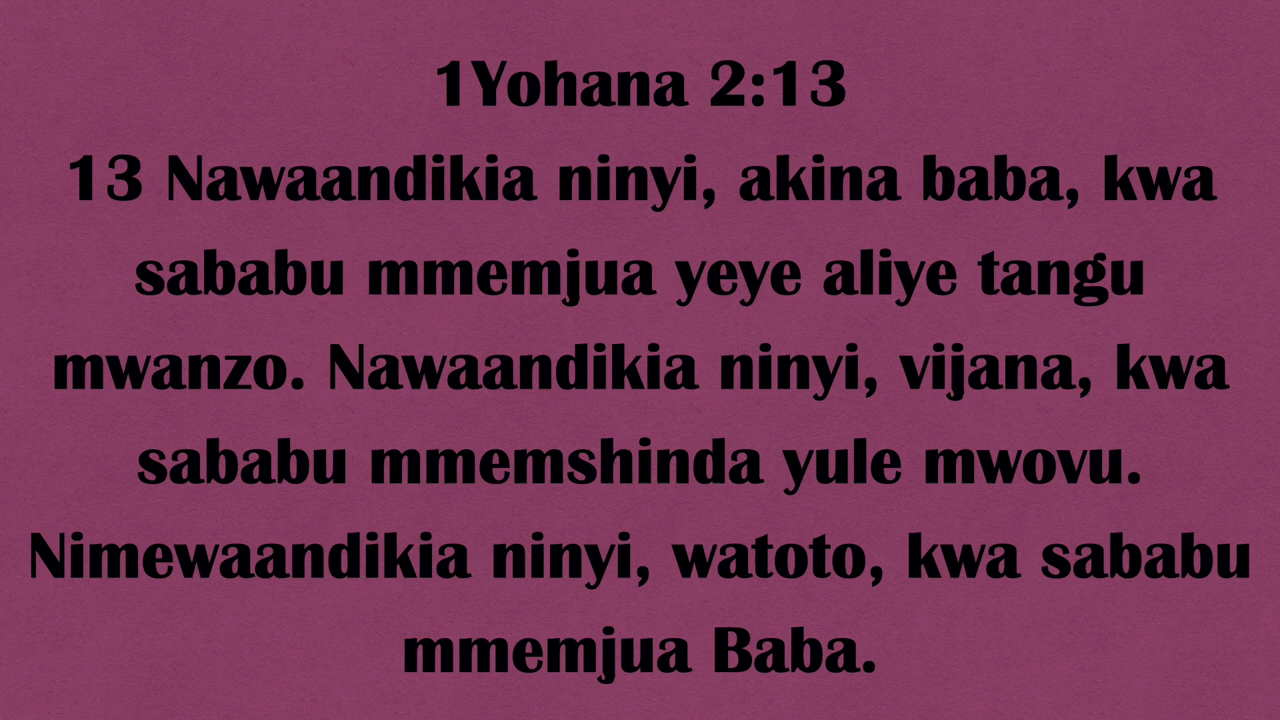 1Yohana 2:13
13 Nawaandikia ninyi, akina baba, kwa
sababu mmemjua yeye aliye tangu
mwanzo. Nawaandikia ninyi, vijana, kwa
sababu mmemshinda yule mwovu.
Nimewaandikia ninyi, watoto, kwa sababu
mmemjua Baba.